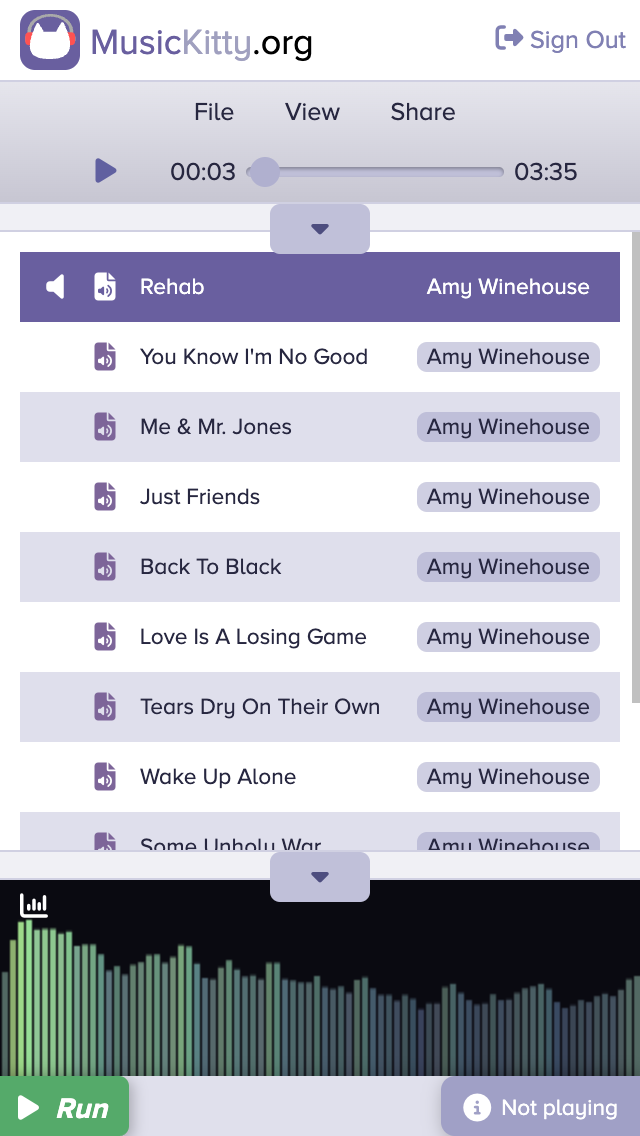 MusicKitty.org
Sign Out
File View Share
00:03 03:35
Rehab Amy Winehouse
You Know I'm No Good Amy Winehouse
Me & Mr. Jones Amy Winehouse
Just Friends Amy Winehouse
Back To Black Amy Winehouse
Love Is A Losing Game Amy Winehouse
Tears Dry On Their Own Amy Winehouse
Wake Up Alone Amy Winehouse
Some Unholy War Amy Winehouse
Run
Not playing